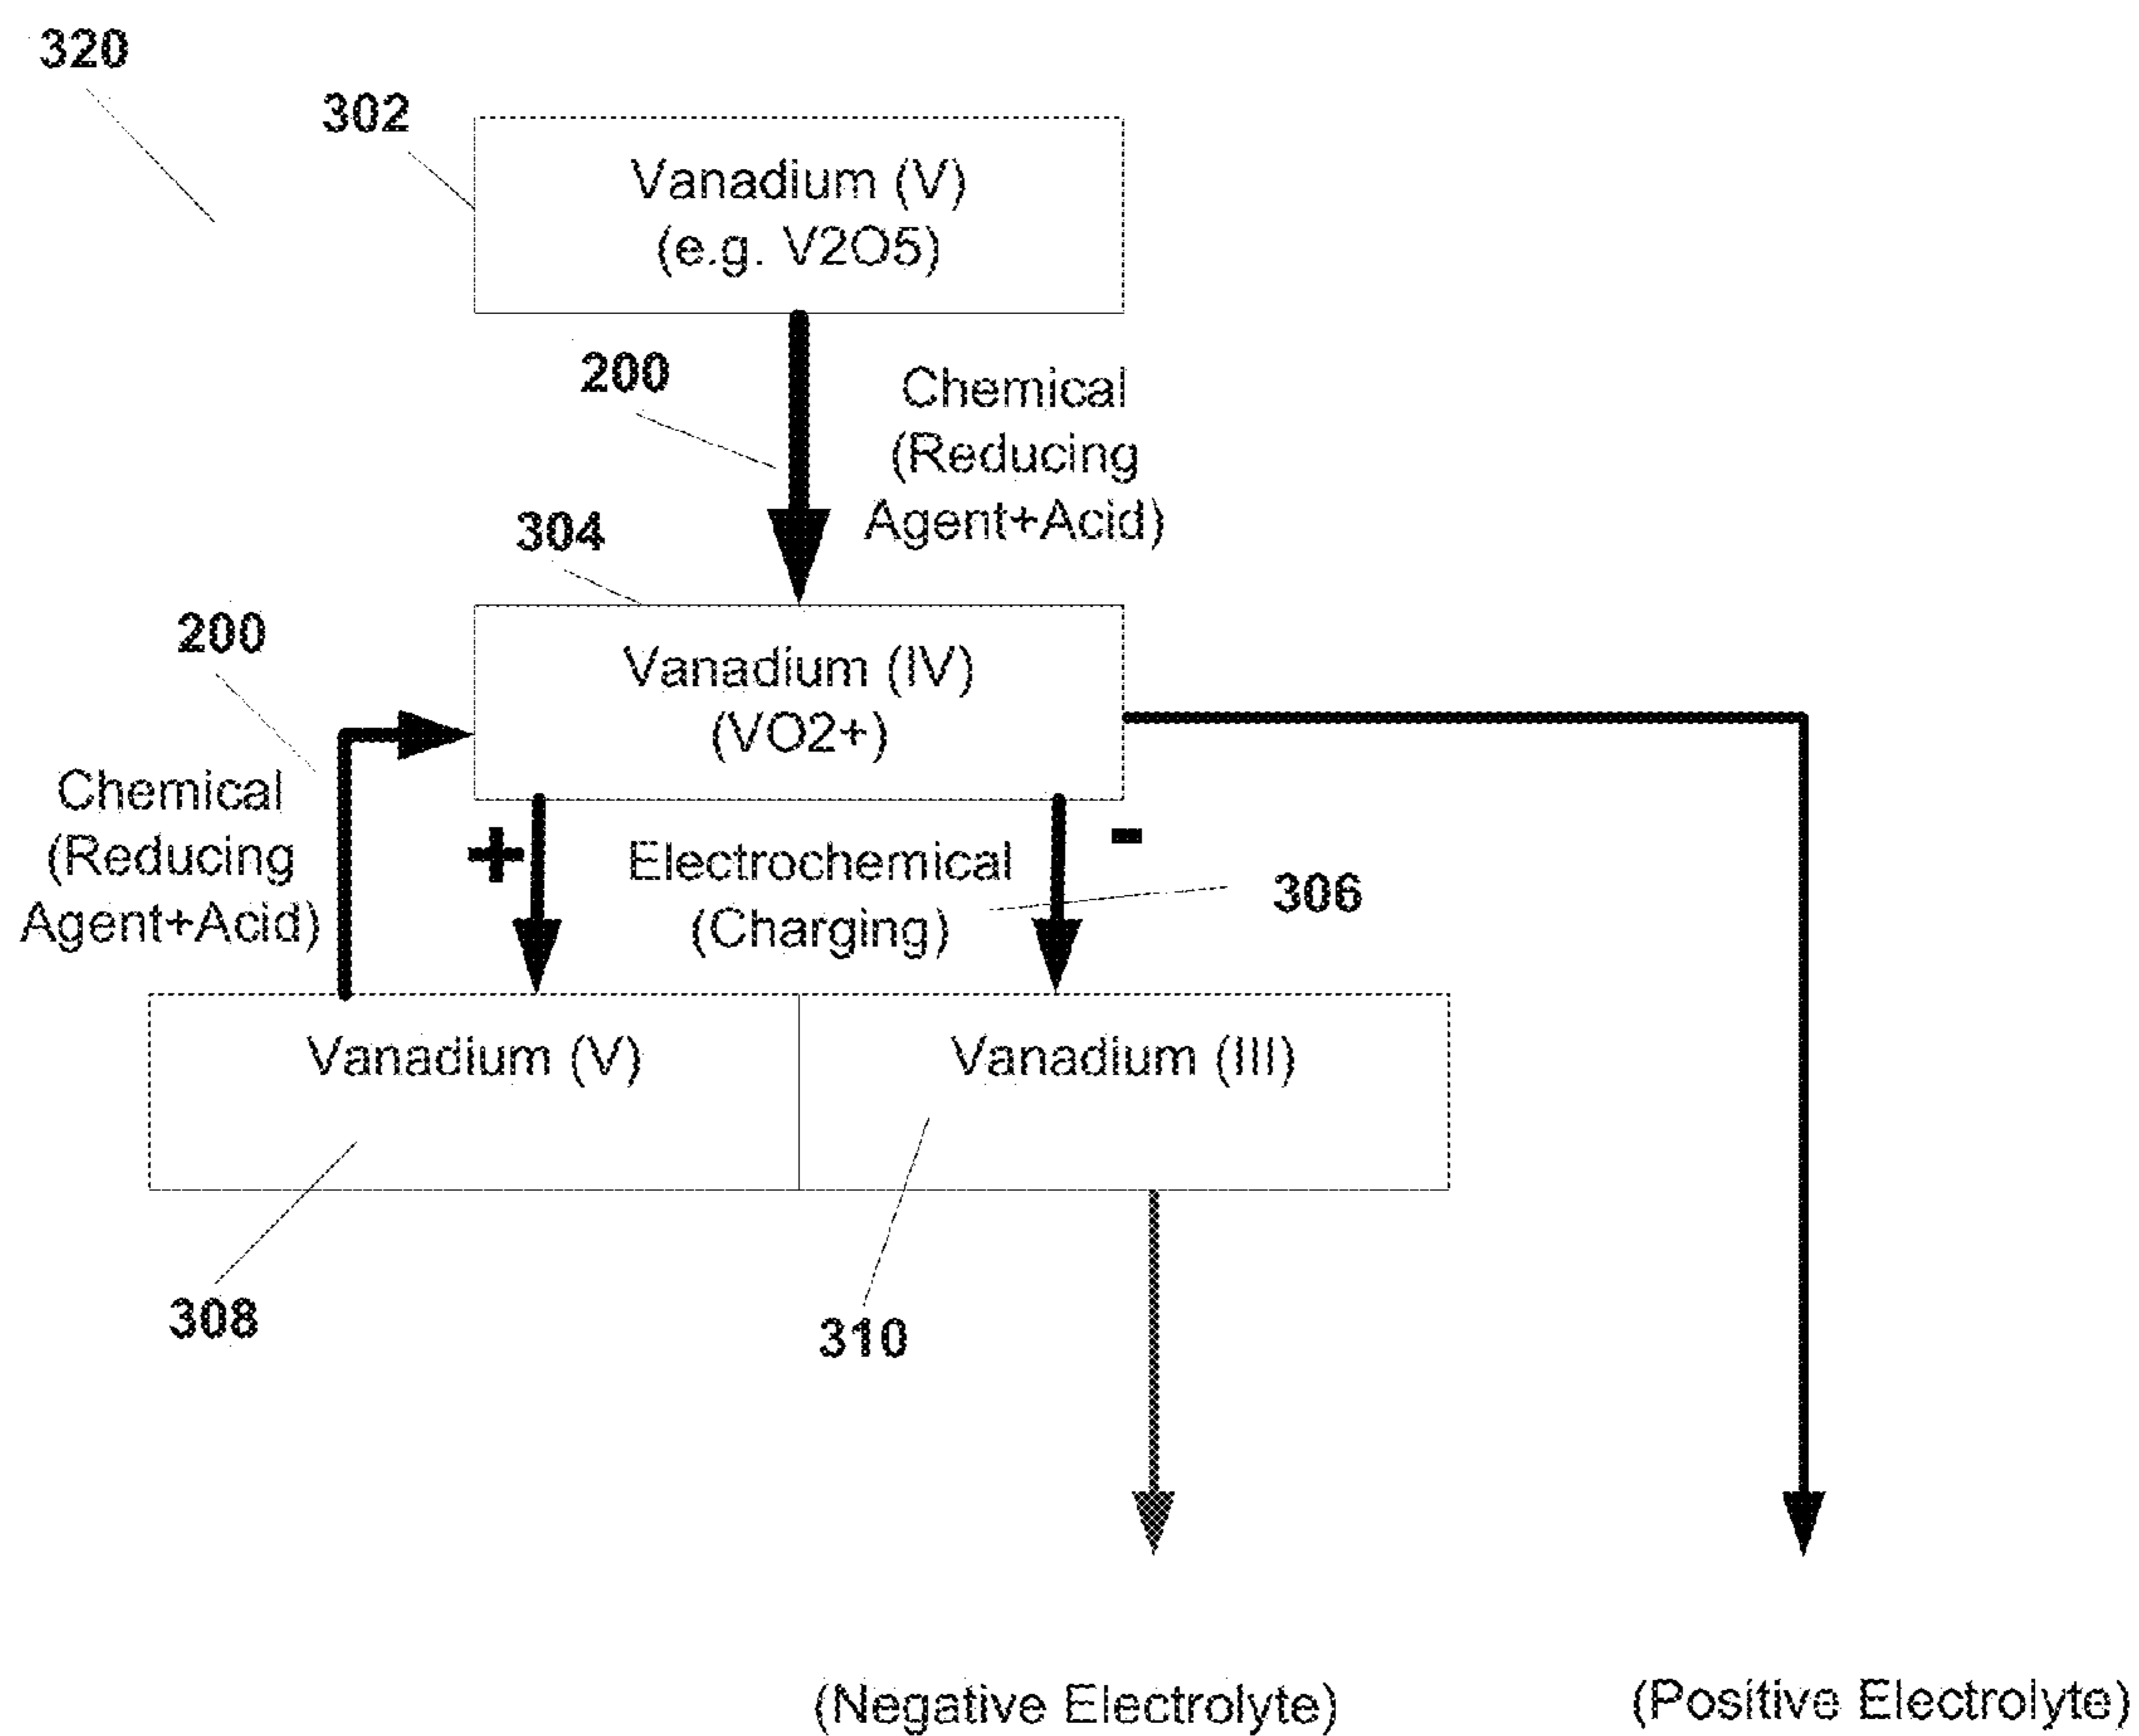 320
302
Vanadium (V)
(e.g. V2O5)
200
Chemical
(Reducing
Agent+Acid)
304
200
Vanadium (IV)
(VO2+)
Chemical
(Reducing
Agent+Acid)
+
-
Electrochemical
(Charging)
306
Vanadium (V)
Vanadium (III)
308
310
(Negative Electrolyte)
(Positive Electrolyte)